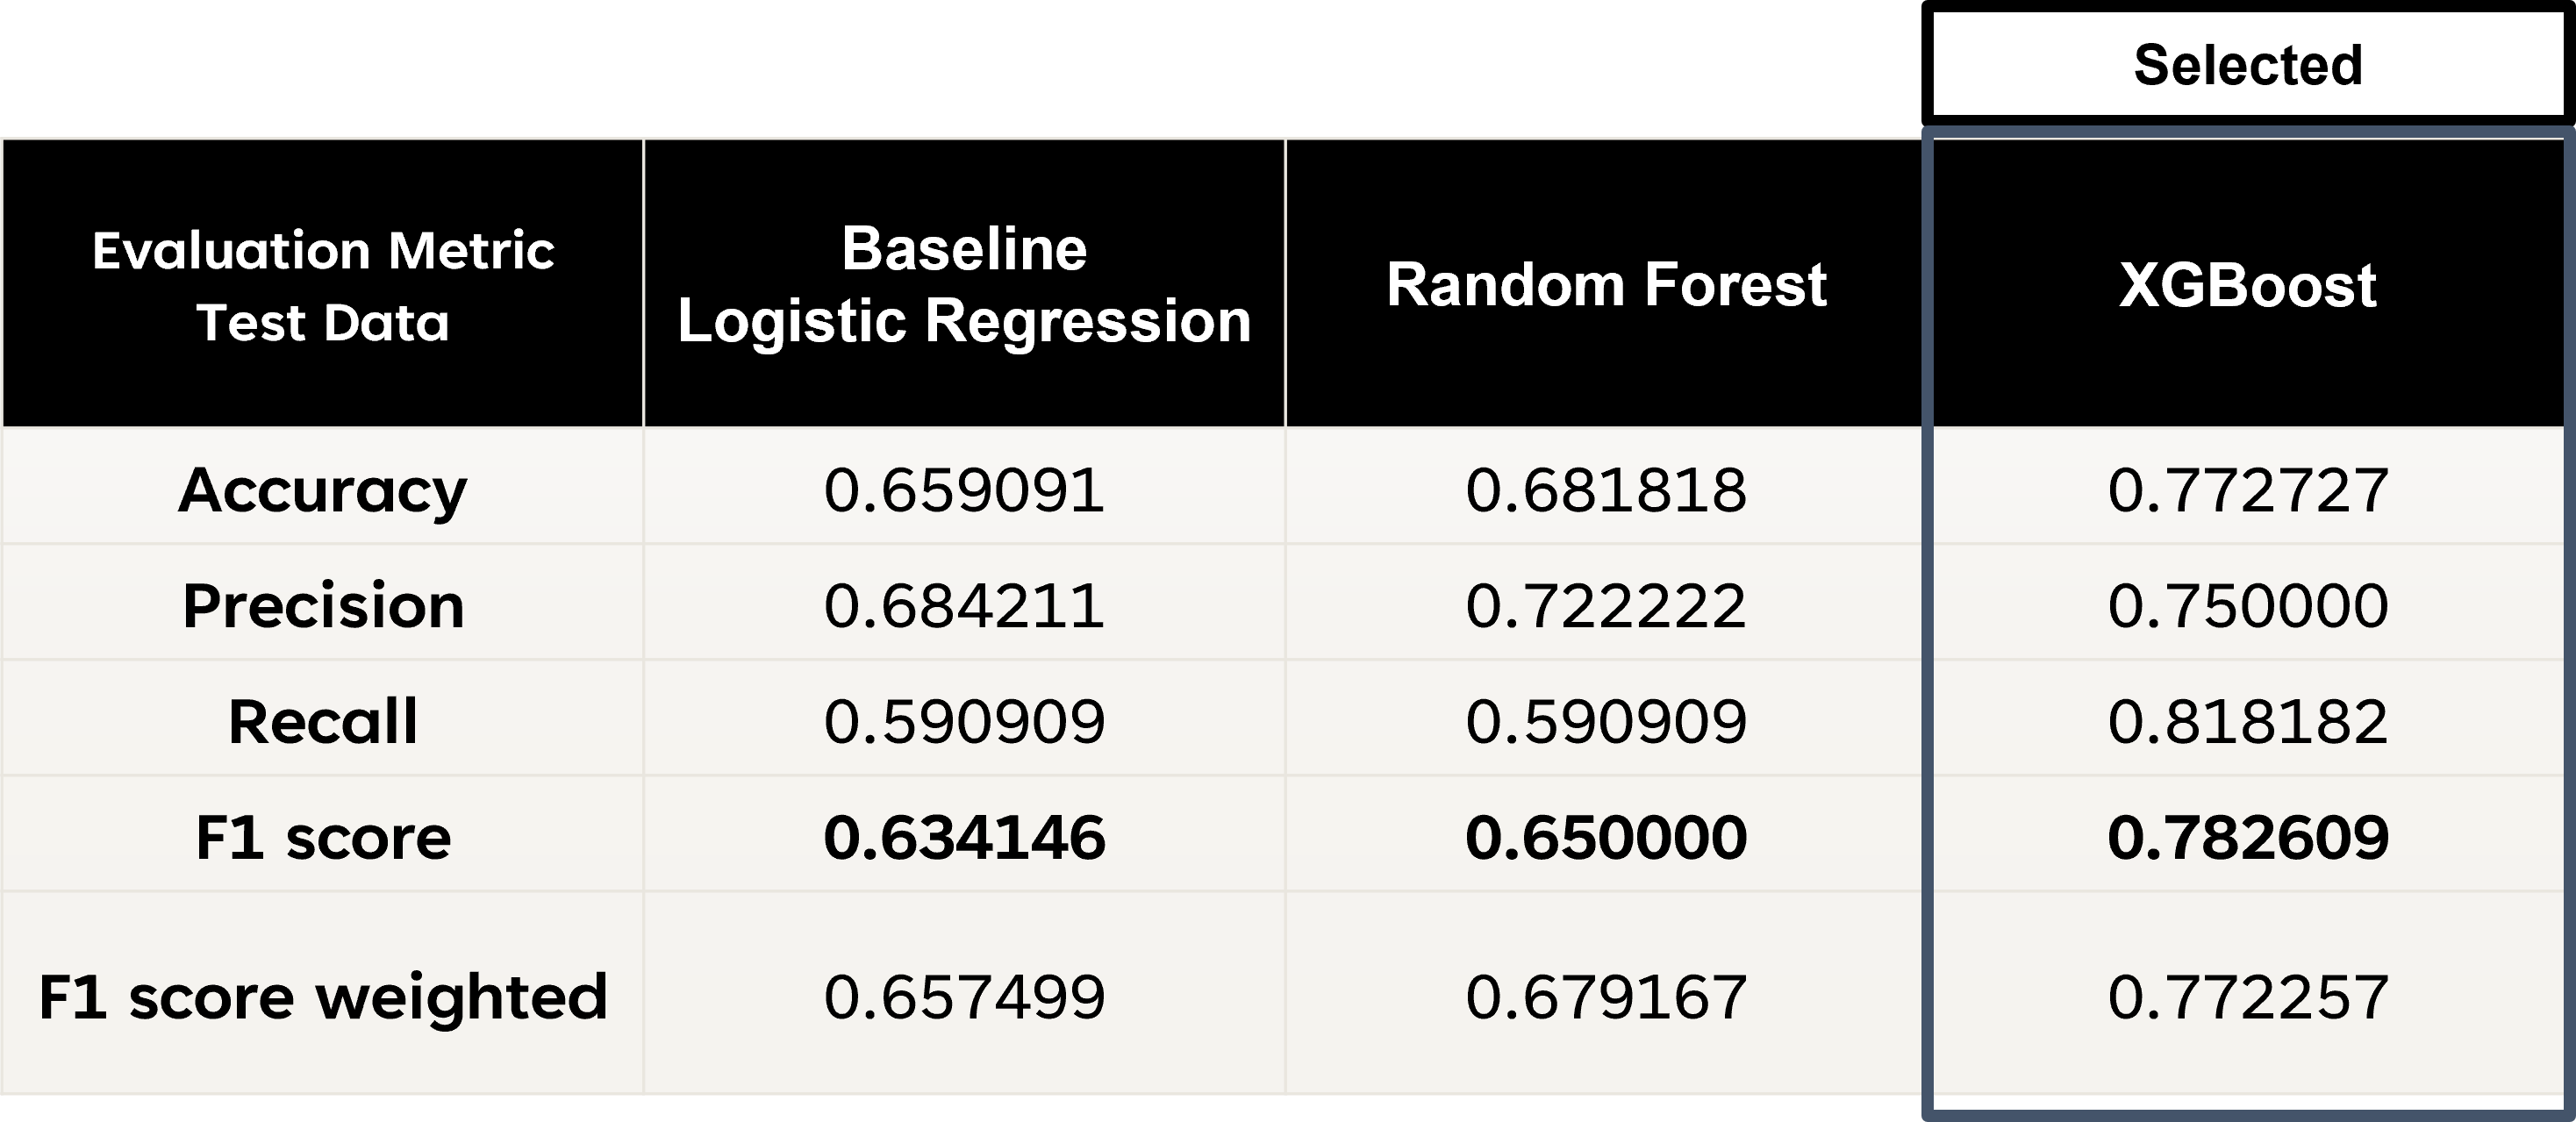 Selected
Evaluation Metric
Test Data
Baseline
Logistic Regression
Random Forest
XGBoost
Accuracy 0.659091 0.681818 0.772727
Precision 0.684211 0.722222 0.750000
Recall 0.590909 0.590909 0.818182
F1 score 0.634146 0.650000 0.782609
F1 score weighted 0.657499 0.679167 0.772257